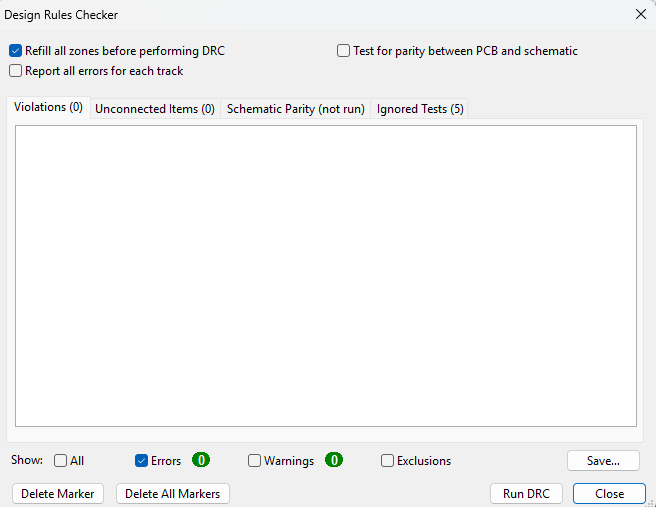 Design Rules Checker
Refill all zones before performing DRC
Test for parity between PCB and schematic
Report all errors for each track
Violations (0) Unconnected Items (0) Schematic Parity (not run) Ignored Tests (5)
Show: All Errors 0 Warnings 0 Exclusions Save...
Delete Marker Delete All Markers Run DRC Close